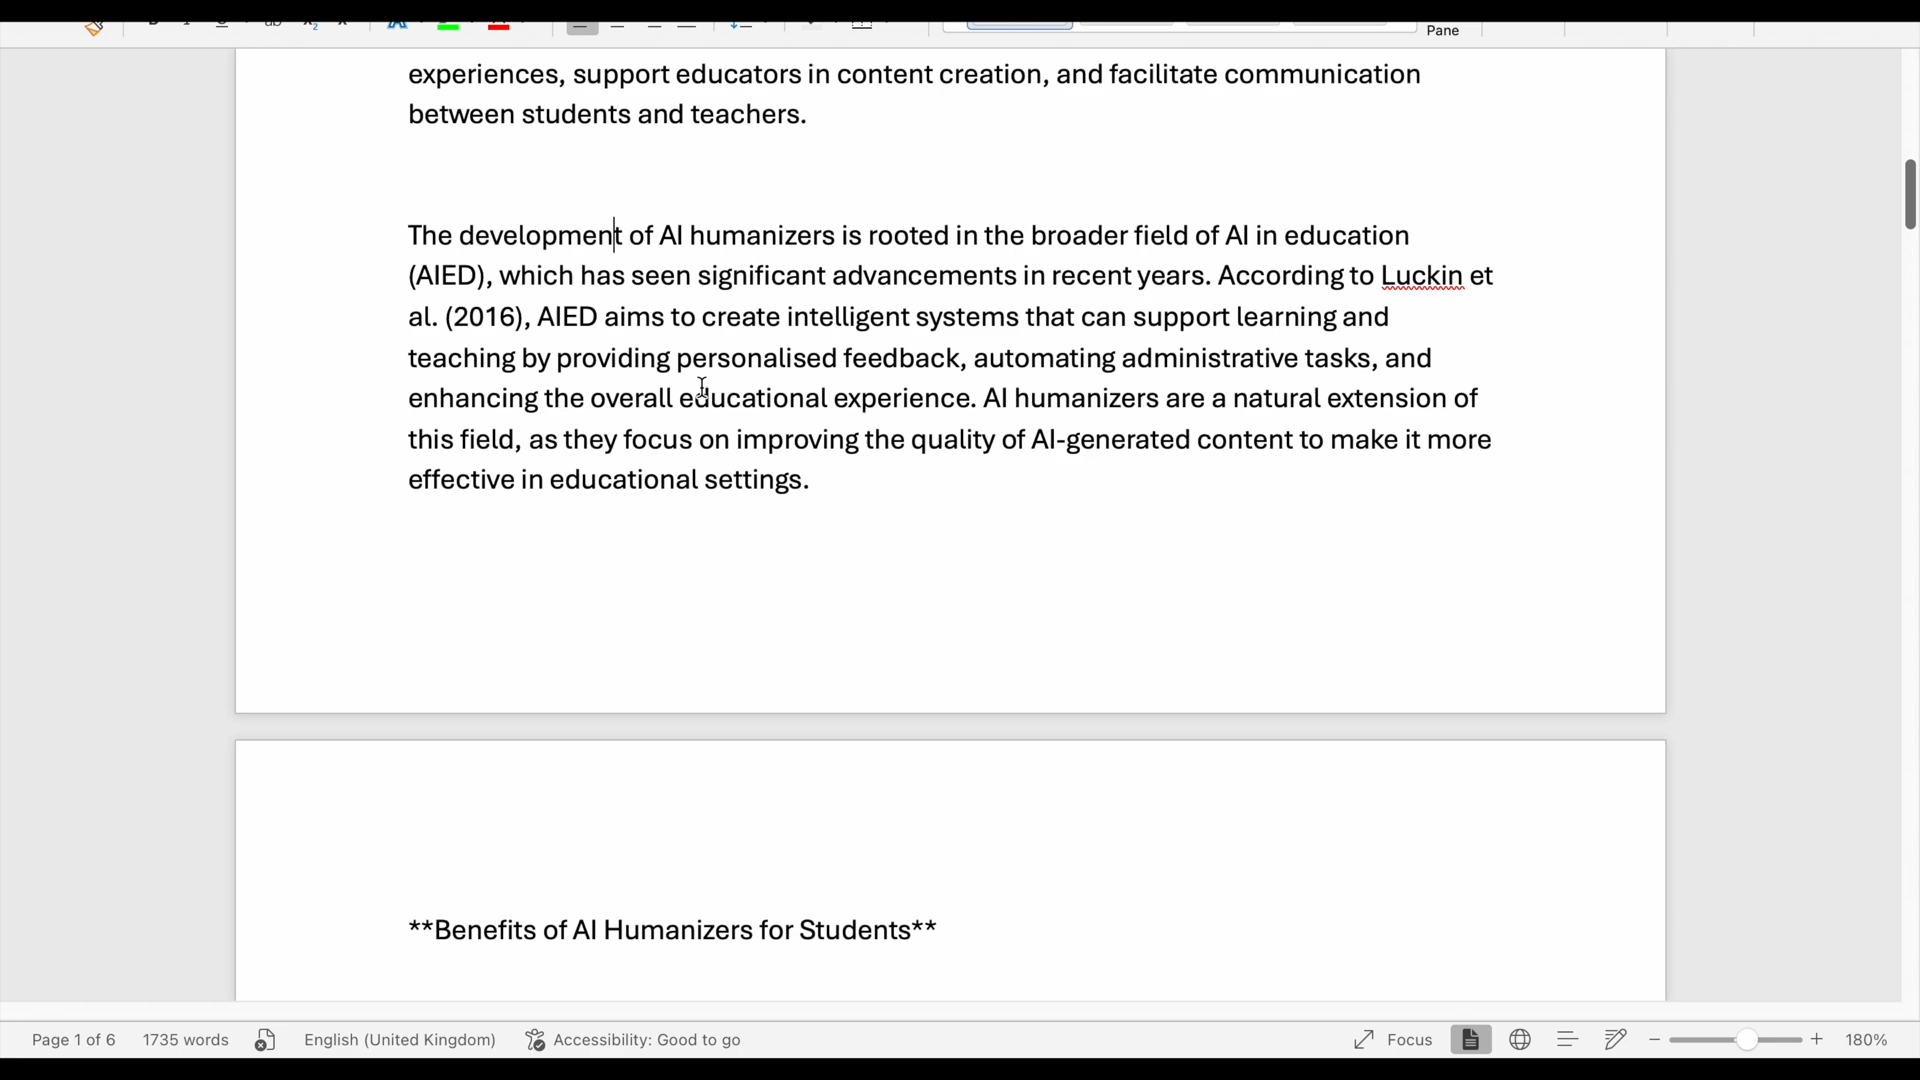 Pane
experiences, support educators in content creation, and facilitate communication
between students and teachers.
The development of AI humanizers is rooted in the broader field of AI in education
(AIED), which has seen significant advancements in recent years. According to Luckin et
al. (2016), AIED aims to create intelligent systems that can support learning and
teaching by providing personalised feedback, automating administrative tasks, and
enhancing the overall educational experience. AI humanizers are a natural extension of
this field, as they focus on improving the quality of AI-generated content to make it more
effective in educational settings.
**Benefits of AI Humanizers for Students**
Page 1 of 6 1735 words English (United Kingdom) Accessibility: Good to go Focus 180%